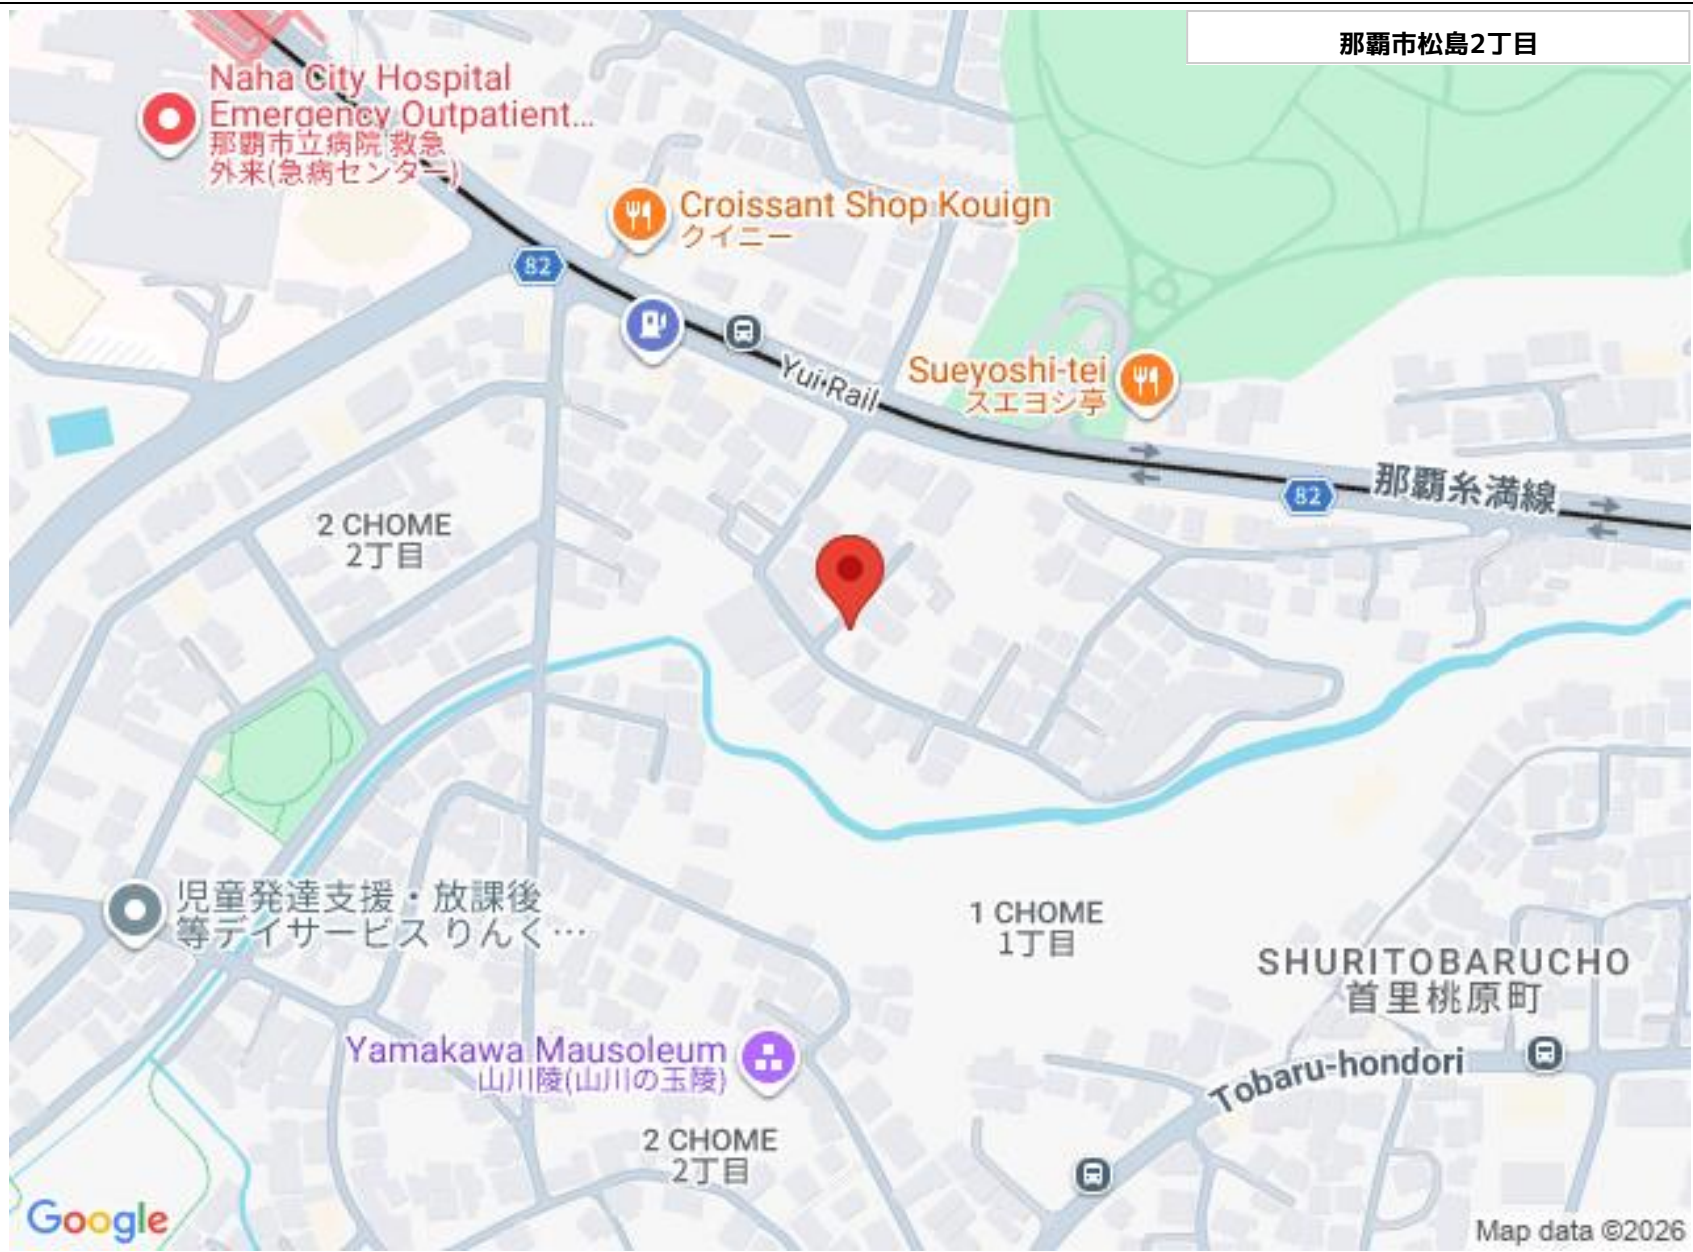 那覇市松島2丁目
Naha City Hospital
Emergency Outpatient...
那覇市立病院 救急
外来(急病センター)
Croissant Shop Kouign
クイニー
82
Yui Rail
Sueyoshi-tei
スエヨシ亭
82
那覇糸満線
2 CHOME
2丁目
児童発達支援・放課後
等デイサービス りんく…
1 CHOME
1丁目
SHURITOBARUCHO
首里桃原町
Yamakawa Mausoleum
山川陵(山川の玉陵)
Tobaru-hondori
2 CHOME
2丁目
Google
Map data ©2026